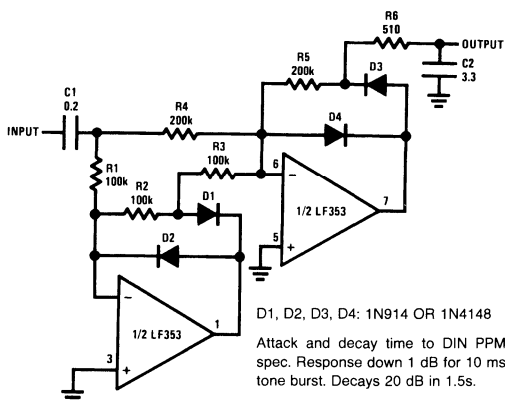 R6
510
OUTPUT
R5
200k
D3
C2
3.3
C1
0.2
R4
200k
D4
INPUT
R3
100k
R1
100k
R2
100k
D1
6
−
7
1/2 LF353
5
+
D2
−
1
1/2 LF353
3
+
D1, D2, D3, D4: 1N914 OR 1N4148
Attack and decay time to DIN PPM
spec. Response down 1 dB for 10 ms
tone burst. Decays 20 dB in 1.5s.